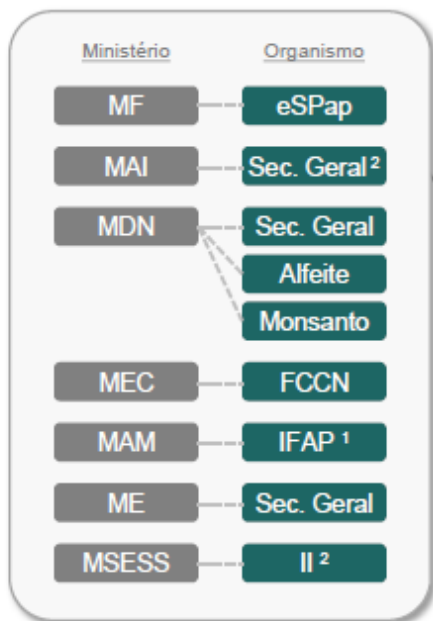 Ministério Organismo
MF eSPap
MAI Sec. Geral ²
MDN Sec. Geral
Alfeite
Monsanto
MEC FCCN
MAM IFAP ¹
ME Sec. Geral
MSESS II ²